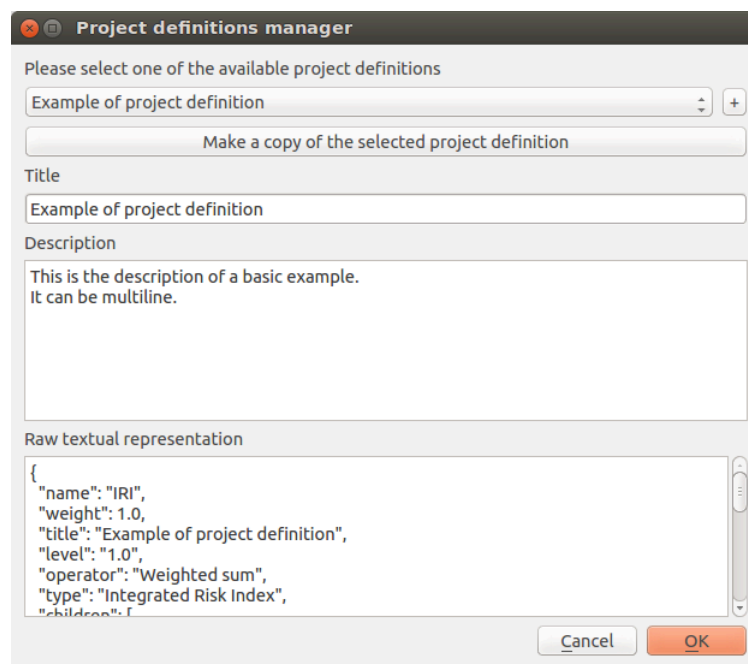 Project definitions manager
Please select one of the available project definitions
Example of project definition
+
Make a copy of the selected project definition
Title
Example of project definition
Description
This is the description of a basic example.
It can be multiline.
Raw textual representation
{
"name": "IRI",
"weight": 1.0,
"title": "Example of project definition",
"level": "1.0",
"operator": "Weighted sum",
"type": "Integrated Risk Index",
"children": [
Cancel OK